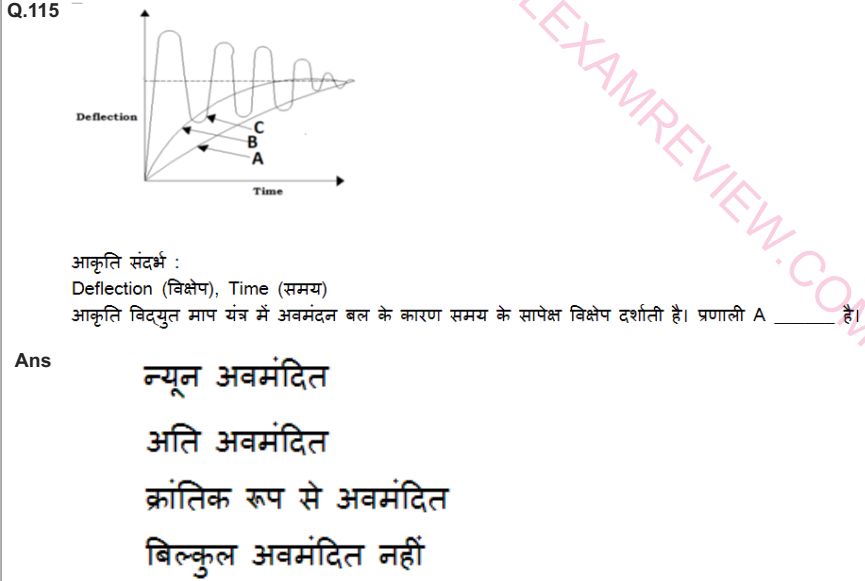 Q.115
Deflection
C
B
A
Time
आकृति संदर्भ :
Deflection (विक्षेप), Time (समय)
आकृति विद्युत माप यंत्र में अवमंदन बल के कारण समय के सापेक्ष विक्षेप दर्शाती है। प्रणाली A ______ है।
Ans
न्यून अवमंदित
अति अवमंदित
क्रांतिक रूप से अवमंदित
बिल्कुल अवमंदित नहीं
LEXAMREVIEW.COM